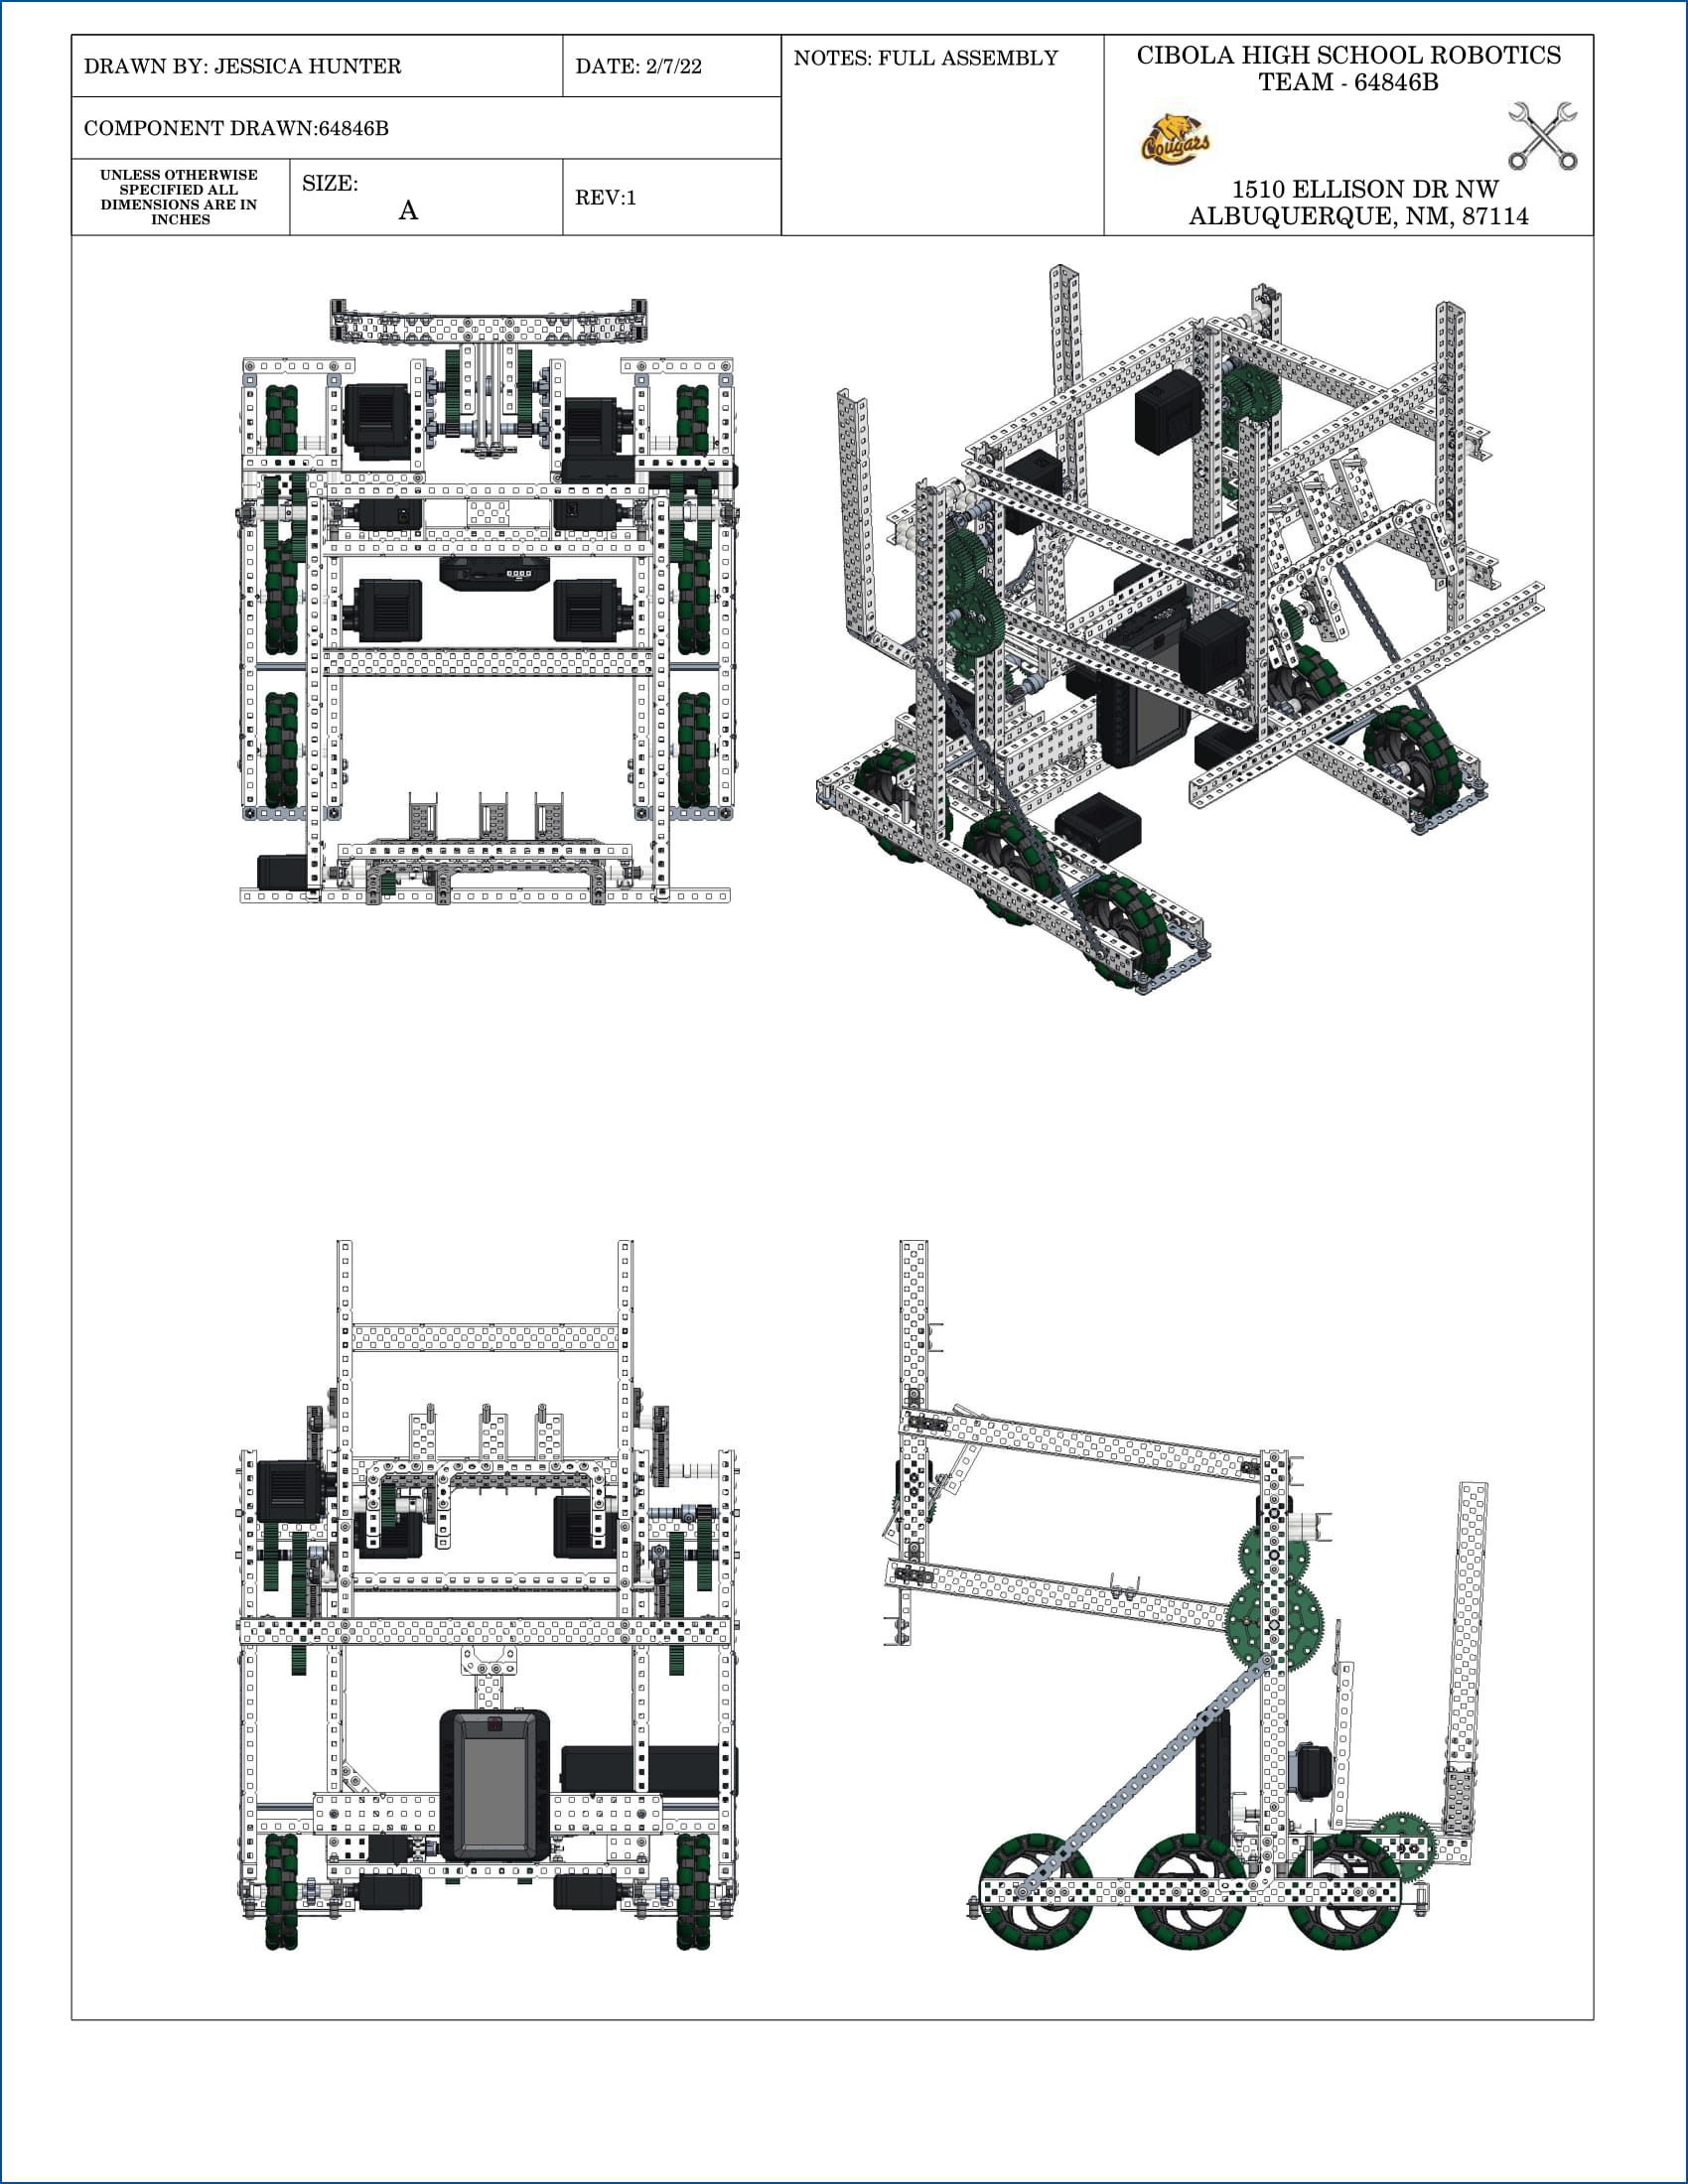 DRAWN BY: JESSICA HUNTER
DATE: 2/7/22
COMPONENT DRAWN:64846B
UNLESS OTHERWISE
SPECIFIED ALL
DIMENSIONS ARE IN
INCHES
SIZE:
A
REV:1
NOTES: FULL ASSEMBLY
CIBOLA HIGH SCHOOL ROBOTICS
TEAM - 64846B
Cougars
1510 ELLISON DR NW
ALBUQUERQUE, NM, 87114